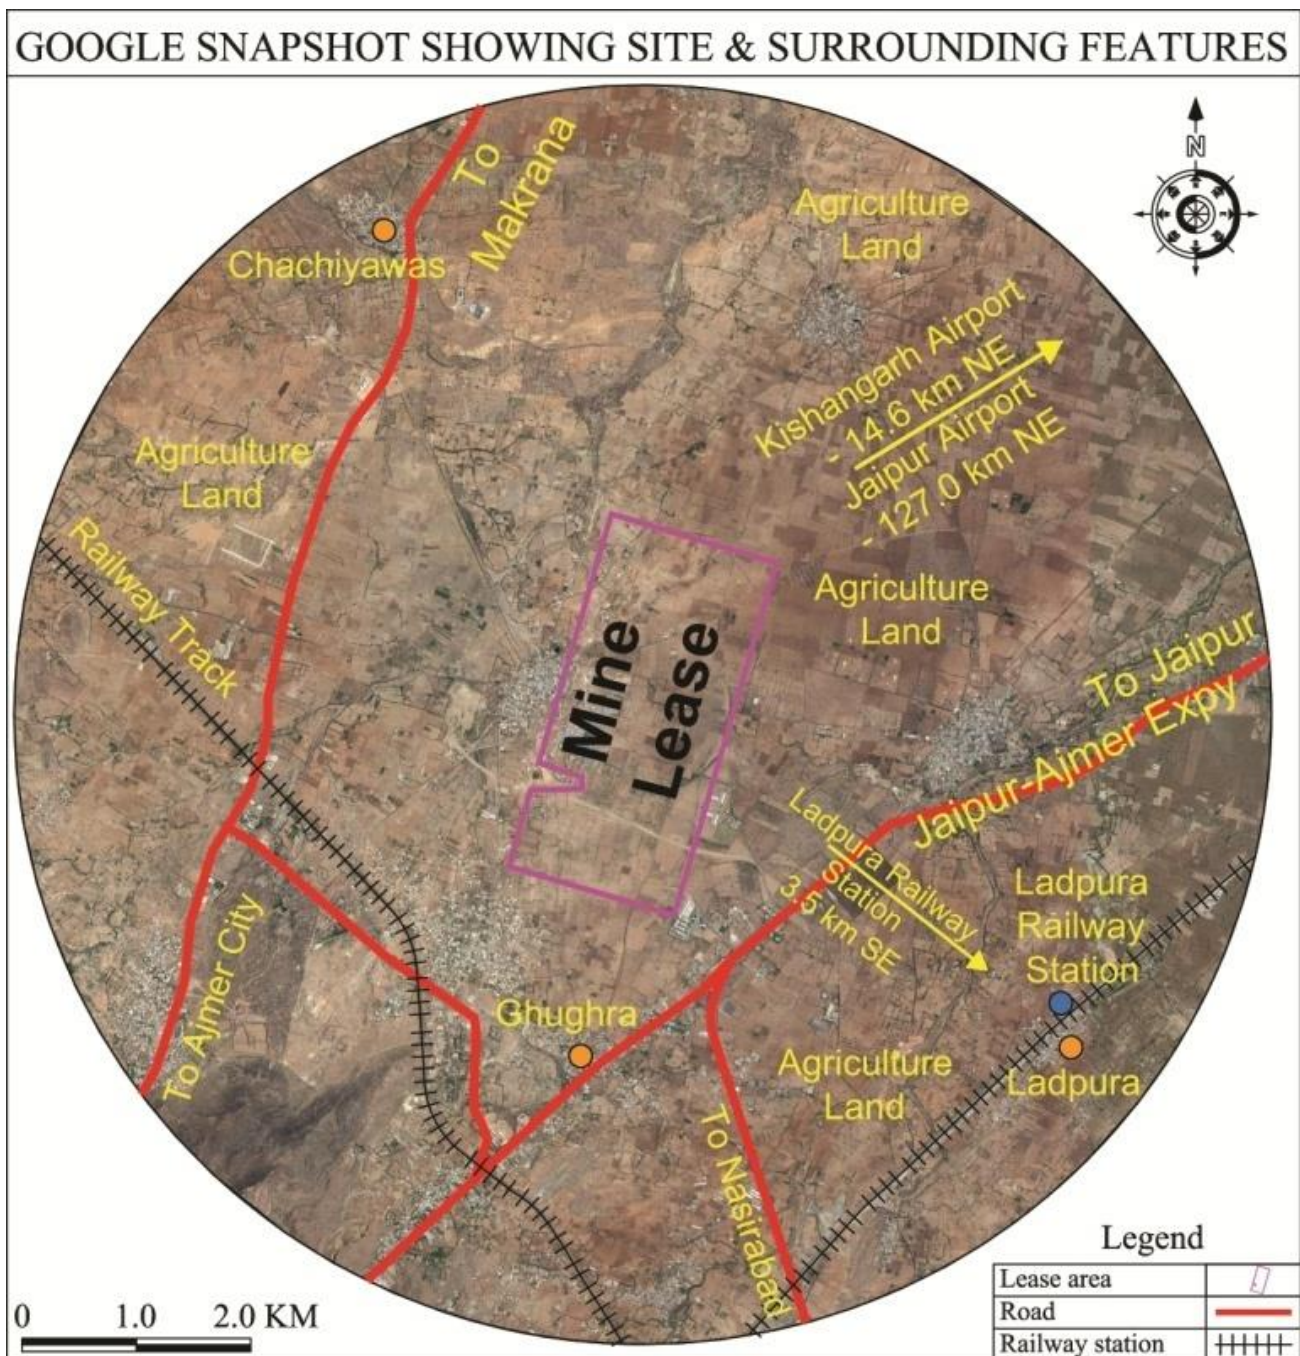 GOOGLE SNAPSHOT SHOWING SITE & SURROUNDING FEATURES
N
To
Makrana
Chachiyawas
Agriculture
Land
Kishangarh Airport
- 14.6 km NE
Jaipur Airport
- 127.0 km NE
Agriculture
Land
Railway Track
Agriculture
Land
Mine
Lease
To Jaipur
Jaipur-Ajmer Expy
Ladpura Railway
Station
3.5 km SE
Ladpura
Railway
Station
To Ajmer City
Ghughra
Agriculture
Land
Ladpura
To Nasirabad
0 1.0 2.0 KM
Legend
Lease area
Road
Railway station